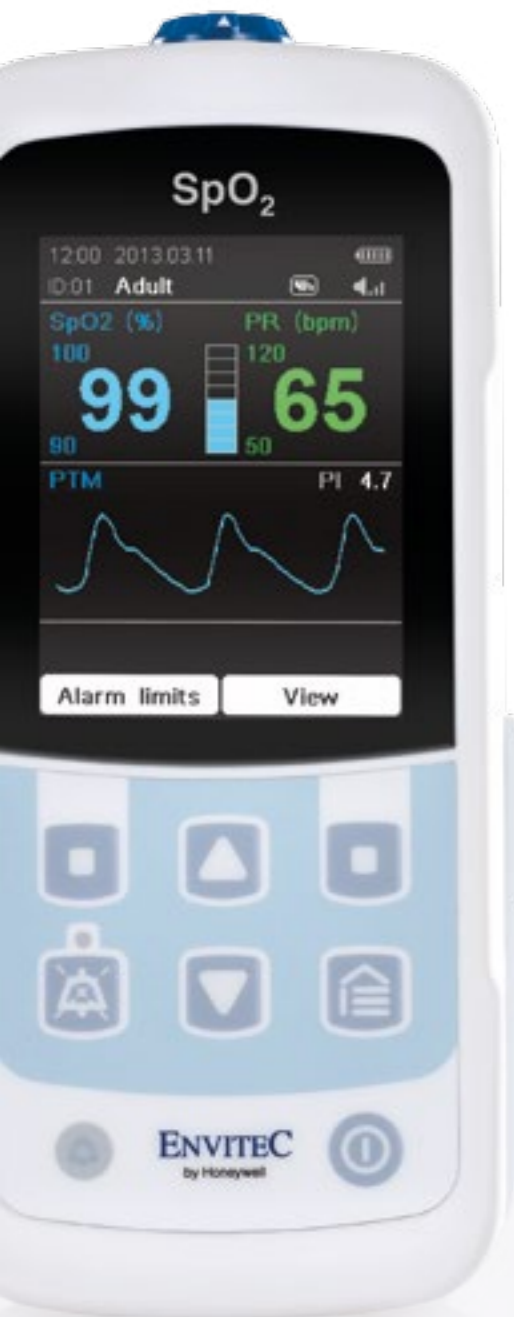 SpO2
12:00 2013.03.11
ID:01 Adult
SpO2 (%) PR (bpm)
100 120
99 65
90 50
PTM PI 4.7
Alarm limits View
ENVITEC
by Honeywell